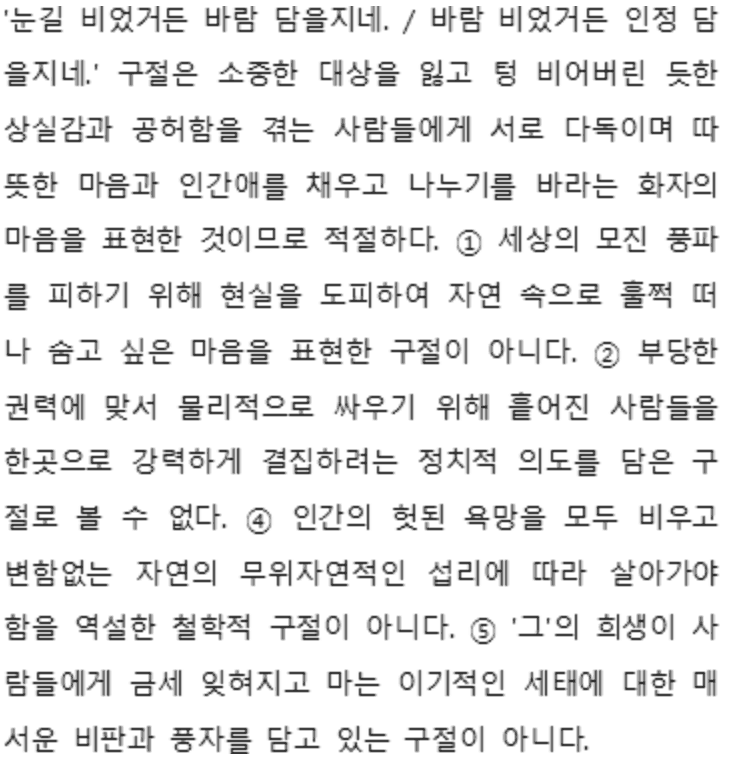 '눈길 비었거든 바람 담을지네. / 바람 비었거든 인정 담
을지네.' 구절은 소중한 대상을 잃고 텅 비어버린 듯한
상실감과 공허함을 겪는 사람들에게 서로 다독이며 따
뜻한 마음과 인간애를 채우고 나누기를 바라는 화자의
마음을 표현한 것이므로 적절하다. ① 세상의 모진 풍파
를 피하기 위해 현실을 도피하여 자연 속으로 훌쩍 떠
나 숨고 싶은 마음을 표현한 구절이 아니다. ② 부당한
권력에 맞서 물리적으로 싸우기 위해 흩어진 사람들을
한곳으로 강력하게 결집하려는 정치적 의도를 담은 구
절로 볼 수 없다. ④ 인간의 헛된 욕망을 모두 비우고
변함없는 자연의 무위자연적인 섭리에 따라 살아가야
함을 역설한 철학적 구절이 아니다. ⑤ '그'의 희생이 사
람들에게 금세 잊혀지고 마는 이기적인 세태에 대한 매
서운 비판과 풍자를 담고 있는 구절이 아니다.